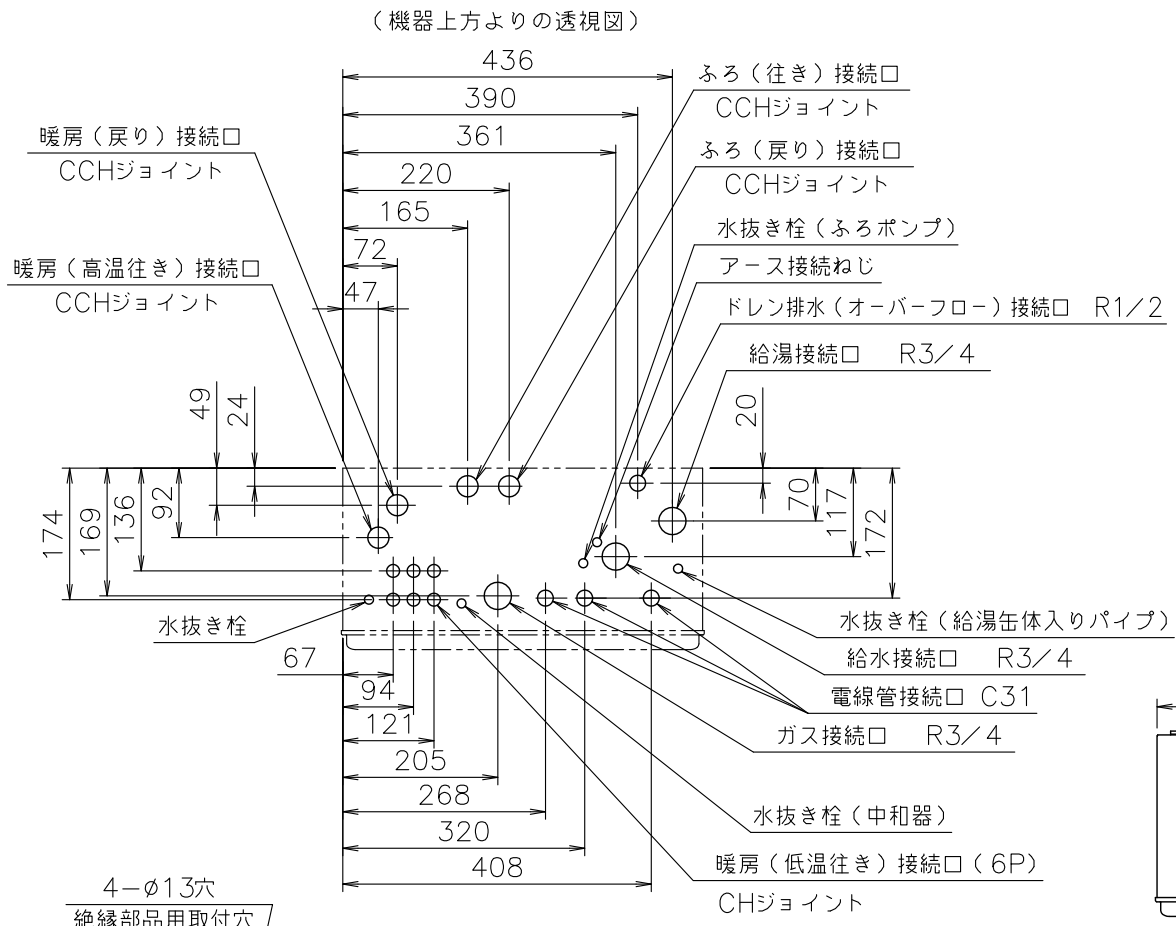 （機器上方よりの透視図）
436
ふろ（往き）接続口
CCHジョイント
390
暖房（戻り）接続口
CCHジョイント
361
ふろ（戻り）接続口
CCHジョイント
220
165
水抜き栓（ふろポンプ）
72
アース接続ねじ
暖房（高温往き）接続口
CCHジョイント
47
ドレン排水（オーバーフロー）接続口 R1/2
給湯接続口 R3/4
49
24
20
174
169
136
92
70
117
172
水抜き栓
水抜き栓（給湯缶体入りパイプ）
67
給水接続口 R3/4
94
電線管接続口 C31
121
ガス接続口 R3/4
205
268
水抜き栓（中和器）
320
暖房（低温往き）接続口（6P）
CHジョイント
408
4-φ13穴
絶縁部品用取付穴